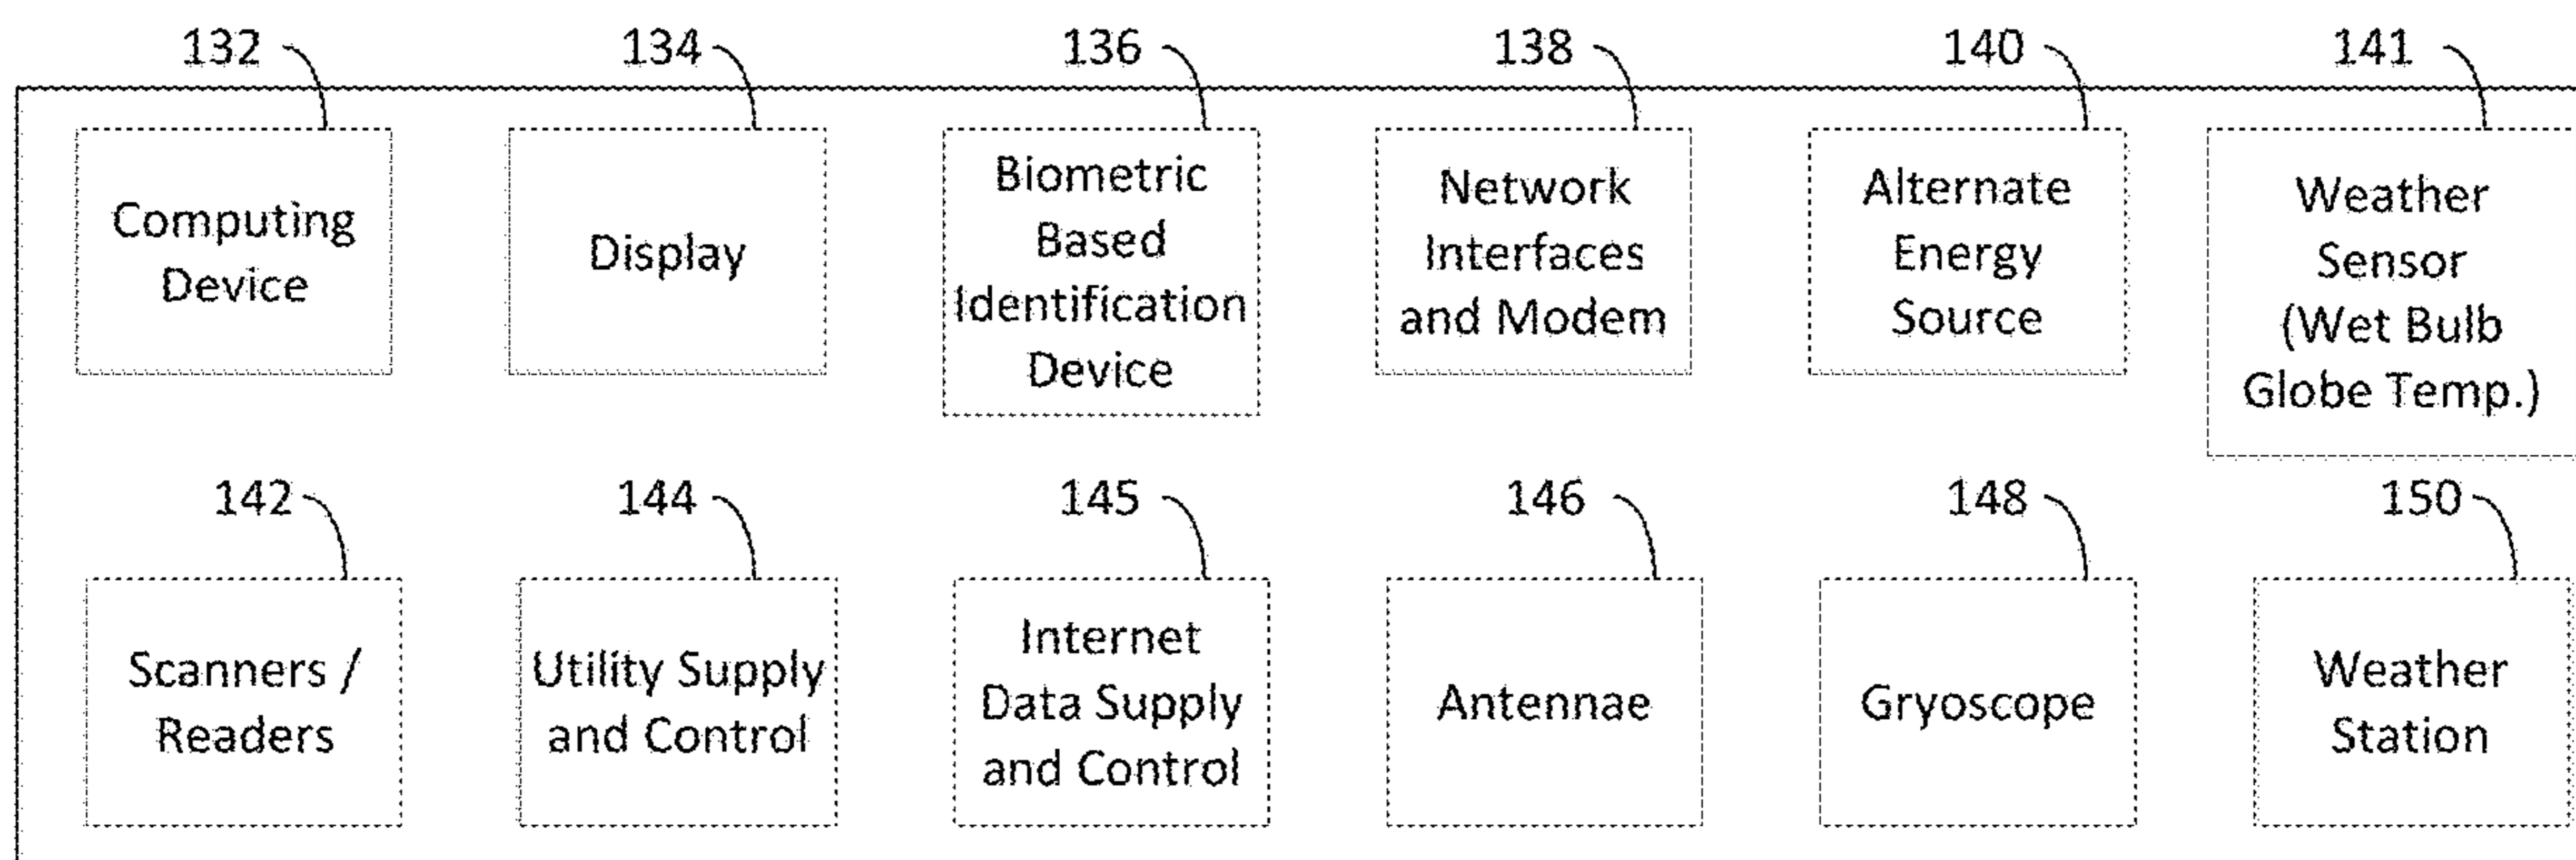 132
134
136
138
140
141
Computing
Device
Display
Biometric
Based
Identification
Device
Network
Interfaces
and Modem
Alternate
Energy
Source
Weather
Sensor
(Wet Bulb
Globe Temp.)
142
144
145
146
148
150
Scanners /
Readers
Utility Supply
and Control
Internet
Data Supply
and Control
Antennae
Gryoscope
Weather
Station